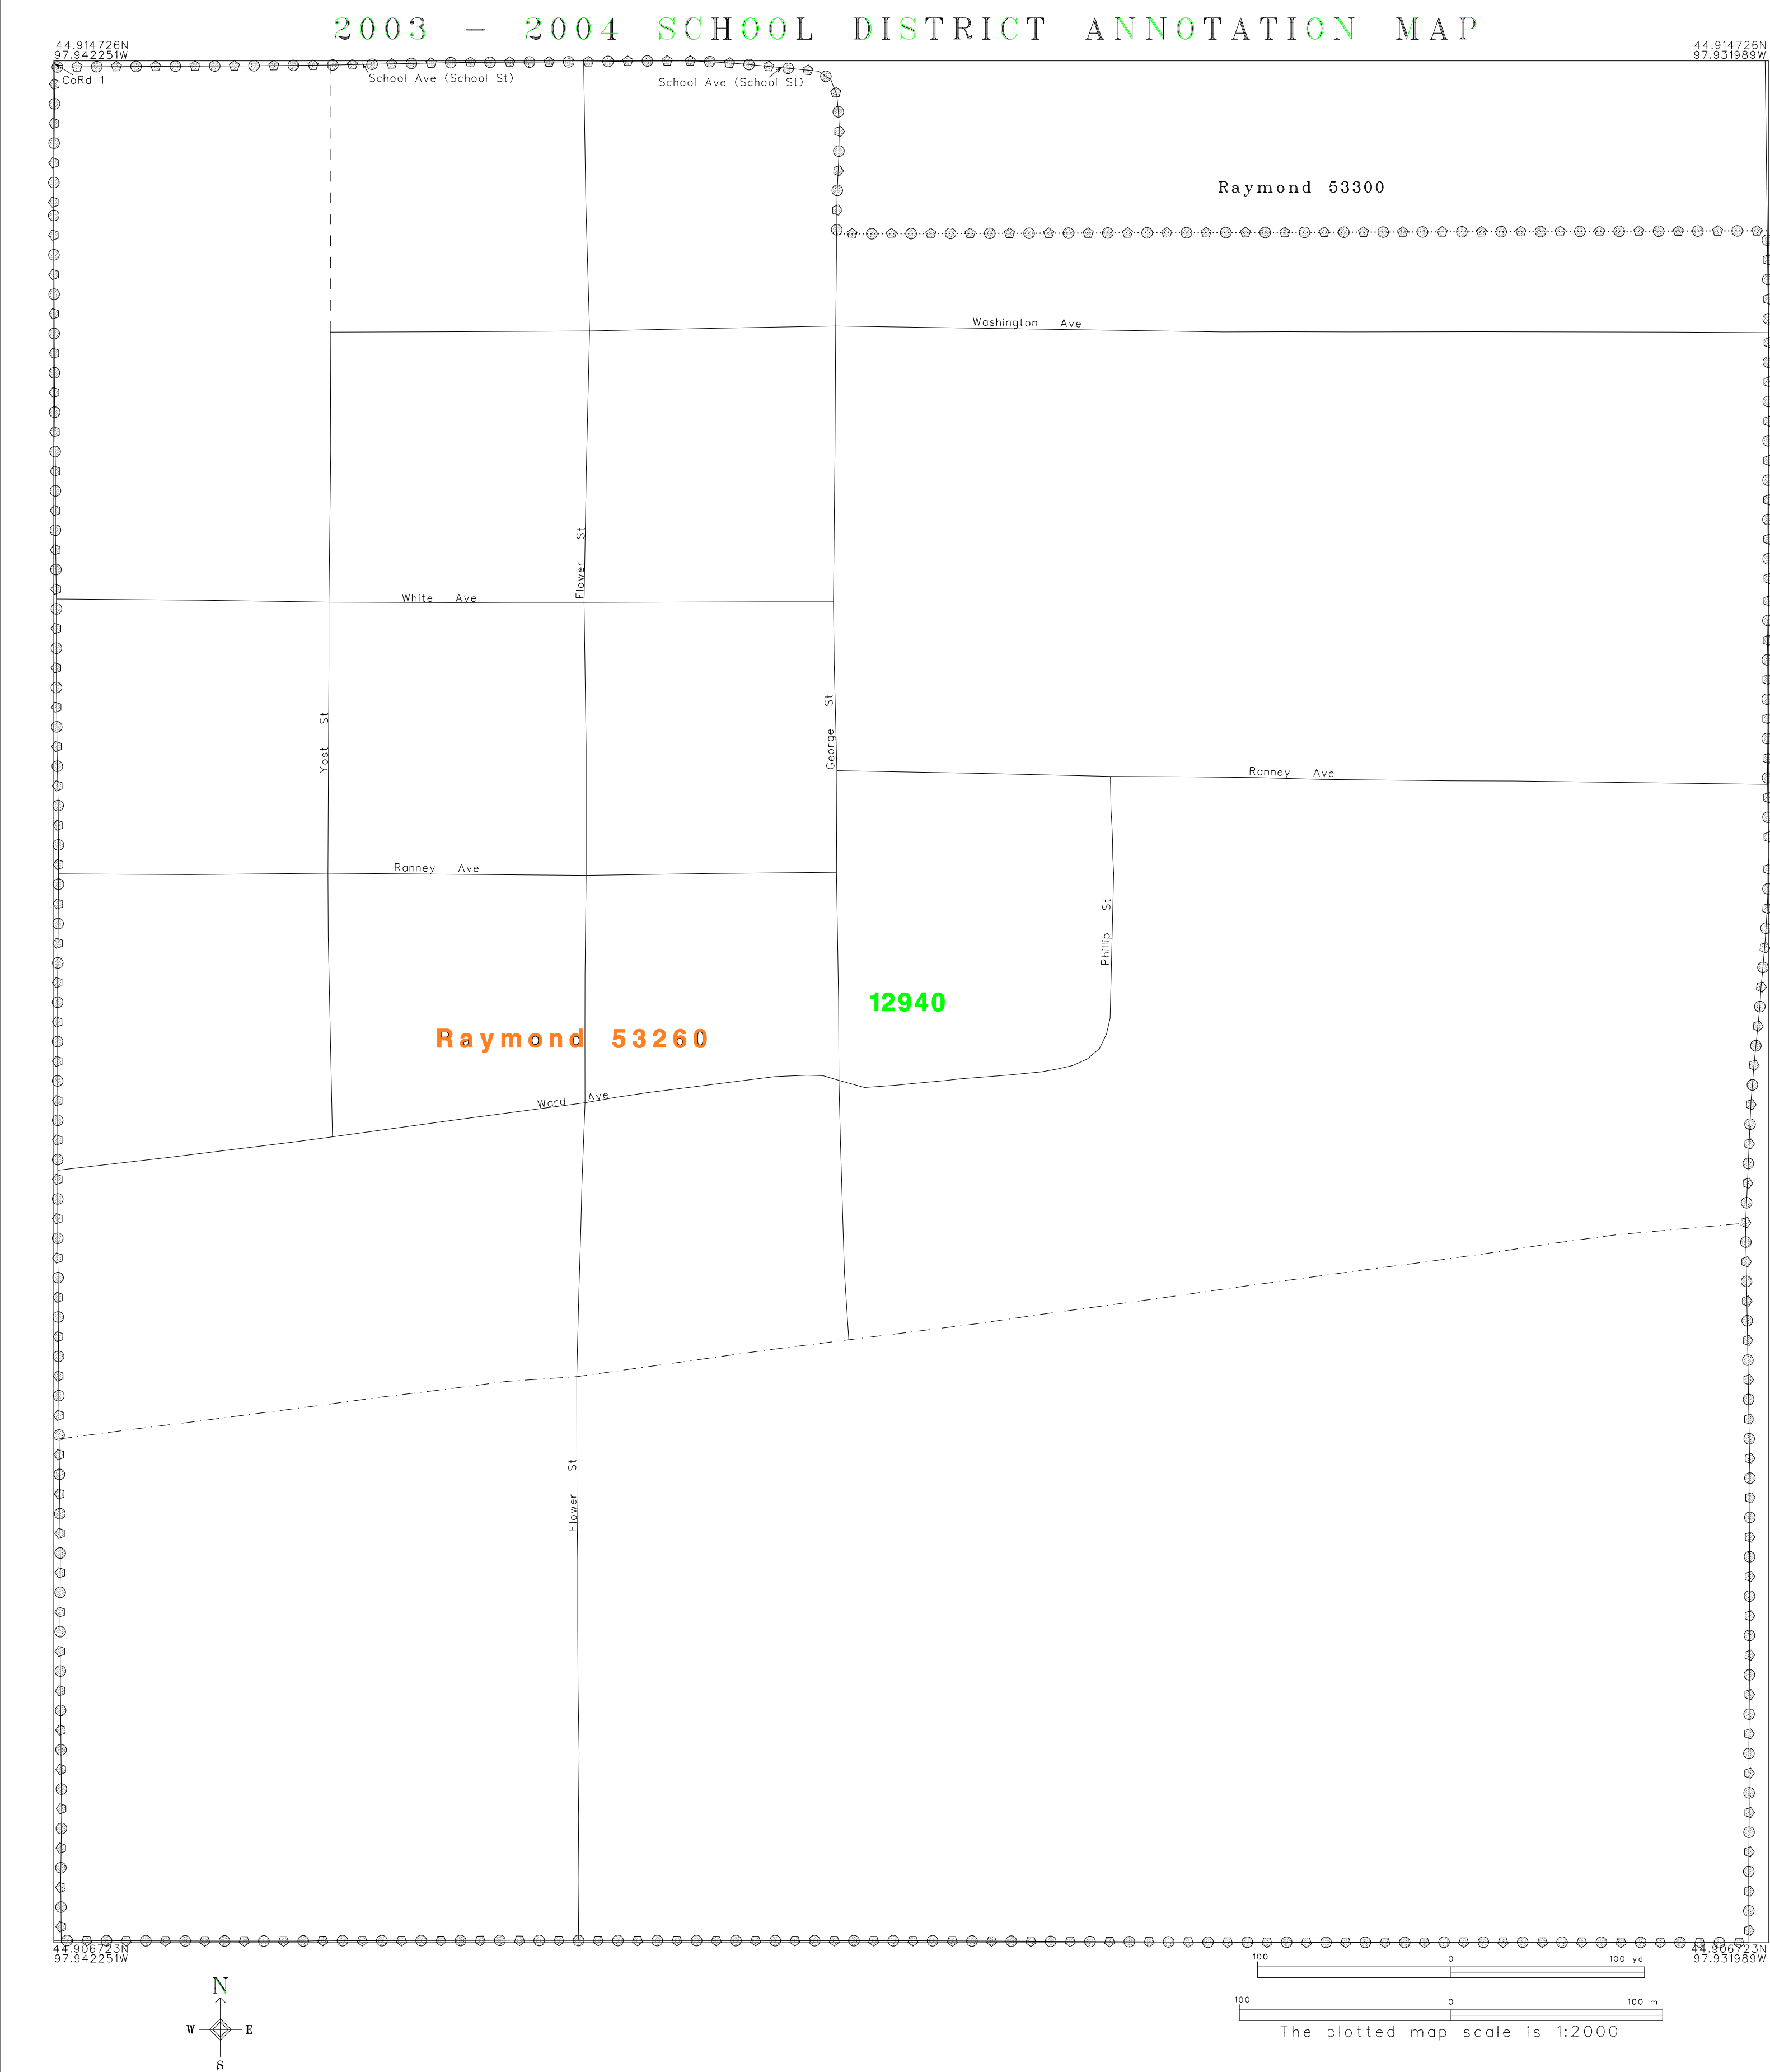 2003 - 2004 SCHOOL DISTRICT ANNOTATION MAP
44.914726N
97.942251W
44.914726N
97.931989W
CoRd 1
School Ave (School St)
School Ave (School St)
Raymond 53300
Washington Ave
Flower St
White Ave
Yost St
George St
Ranney Ave
Ranney Ave
Phillip St
12940
Raymond 53260
Ward Ave
Flower St
44.906723N
97.942251W
44.906723N
97.931989W
100 0 100 yd
100 0 100 m
The plotted map scale is 1:2000
N
W E
S